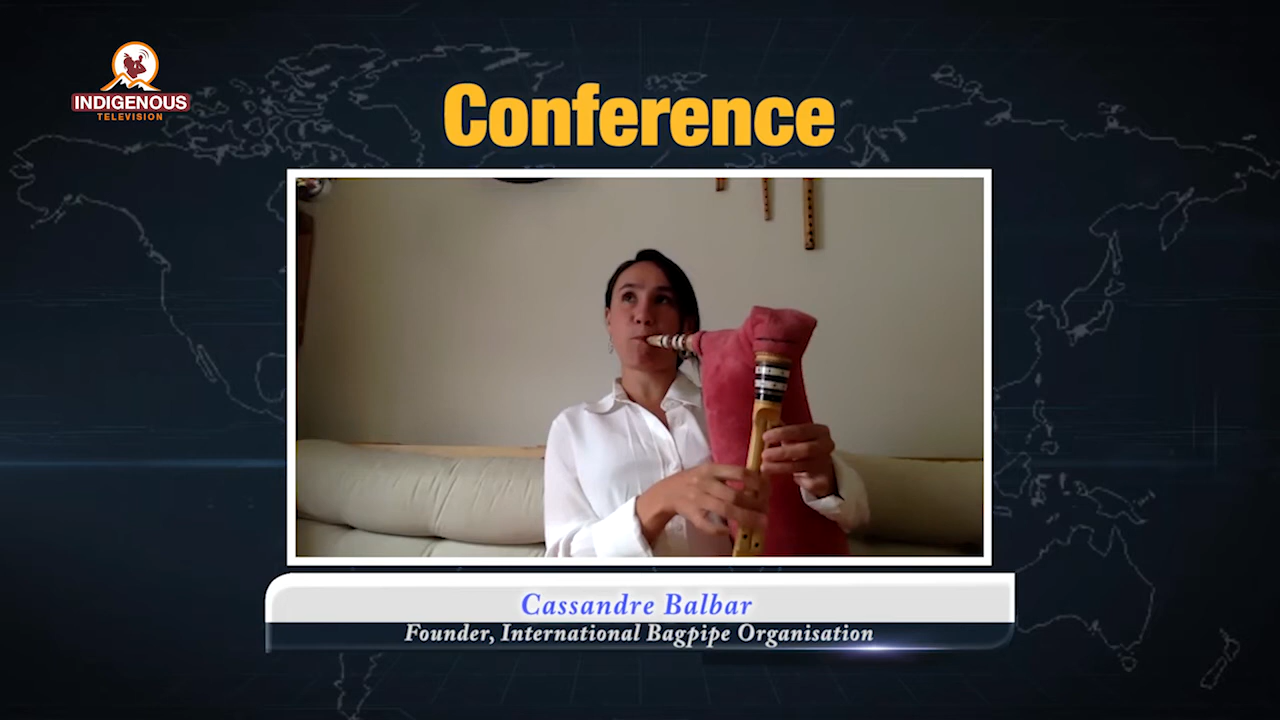 INDIGENOUS
TELEVISION
Conference
Cassandre Balbar
Founder, International Bagpipe Organisation